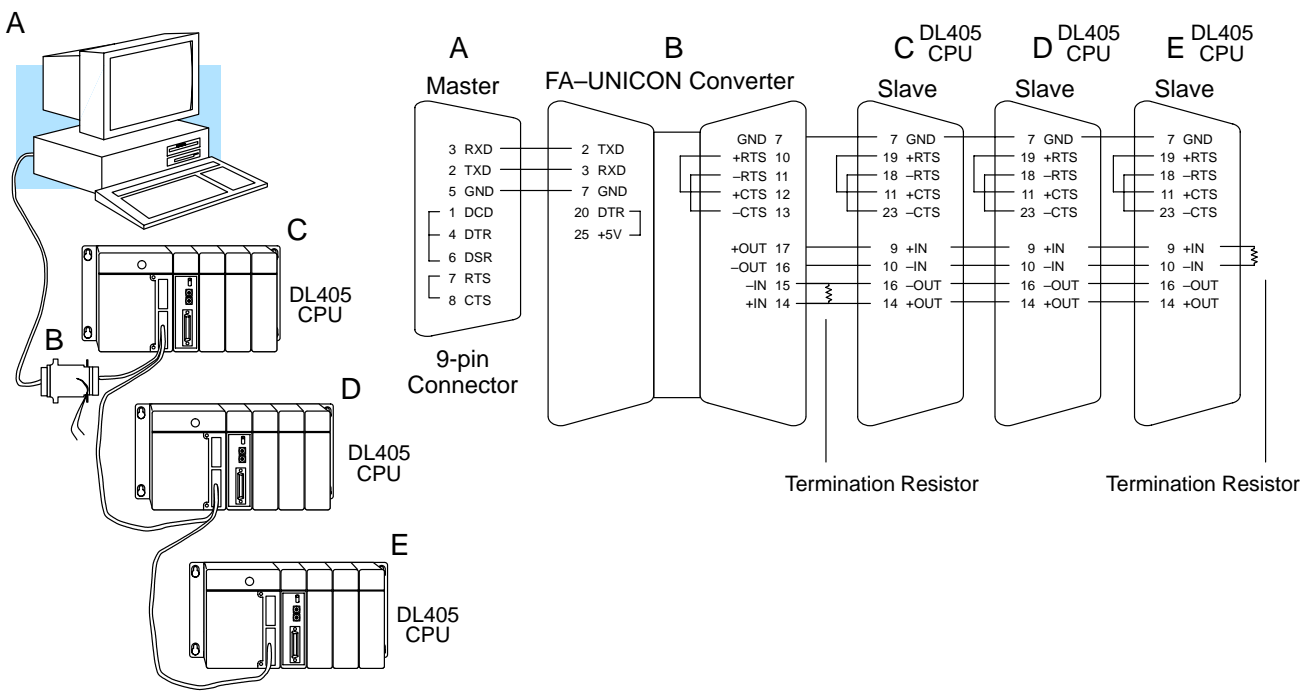 A
C
DL405
CPU
B
D
DL405
CPU
E
DL405
CPU
A
Master
3 RXD
2 TXD
5 GND
1 DCD
4 DTR
6 DSR
7 RTS
8 CTS
9-pin
Connector
B
FA–UNICON Converter
2 TXD
3 RXD
7 GND
20 DTR
25 +5V
GND 7
+RTS 10
–RTS 11
+CTS 12
–CTS 13
+OUT 17
–OUT 16
–IN 15
+IN 14
Termination Resistor
C DL405
CPU
Slave
7 GND
19 +RTS
18 –RTS
11 +CTS
23 –CTS
9 +IN
10 –IN
16 –OUT
14 +OUT
D DL405
CPU
Slave
7 GND
19 +RTS
18 –RTS
11 +CTS
23 –CTS
9 +IN
10 –IN
16 –OUT
14 +OUT
E DL405
CPU
Slave
7 GND
19 +RTS
18 –RTS
11 +CTS
23 –CTS
9 +IN
10 –IN
16 –OUT
14 +OUT
Termination Resistor